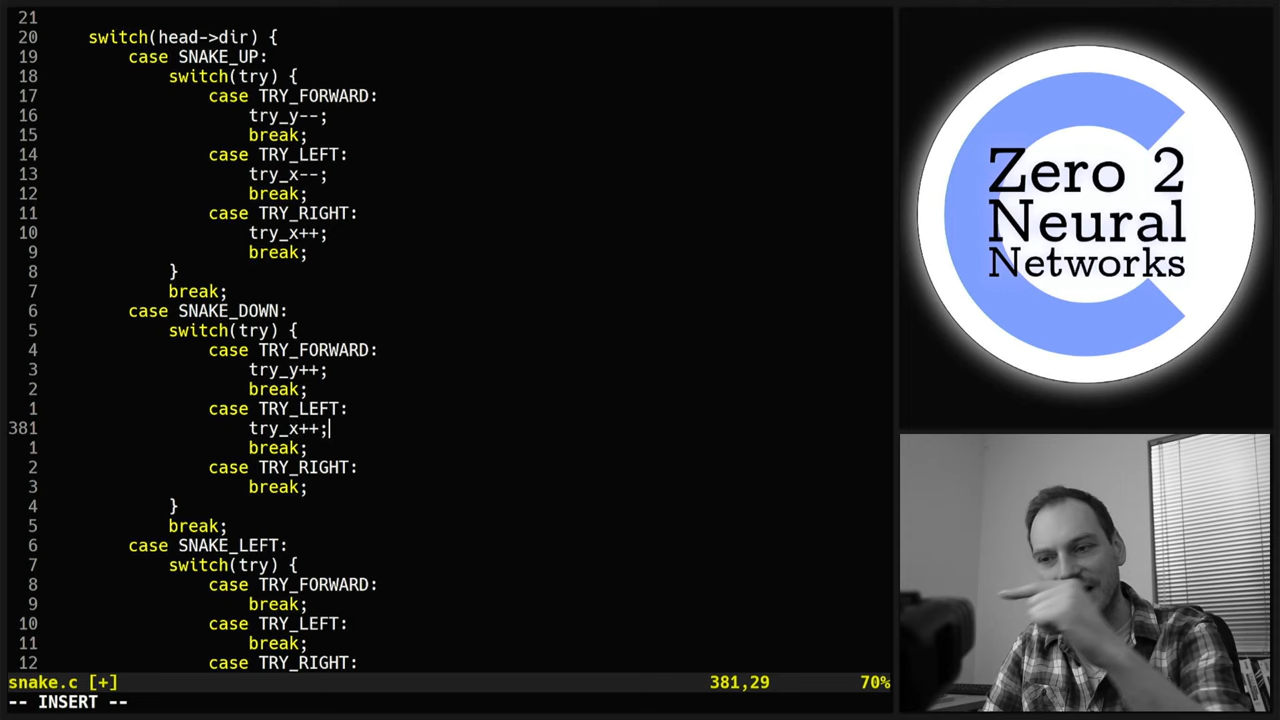 21
20 switch(head->dir) {
19 case SNAKE_UP:
18 switch(try) {
17 case TRY_FORWARD:
16 try_y--;
15 break;
14 case TRY_LEFT:
13 try_x--;
12 break;
11 case TRY_RIGHT:
10 try_x++;
9 break;
8 }
7 break;
6 case SNAKE_DOWN:
5 switch(try) {
4 case TRY_FORWARD:
3 try_y++;
2 break;
1 case TRY_LEFT:
381 try_x++;
1 break;
2 case TRY_RIGHT:
3 break;
4 }
5 break;
6 case SNAKE_LEFT:
7 switch(try) {
8 case TRY_FORWARD:
9 break;
10 case TRY_LEFT:
11 break;
12 case TRY_RIGHT:
snake.c [+] 381,29 70%
-- INSERT --
Zero 2
Neural
Networks